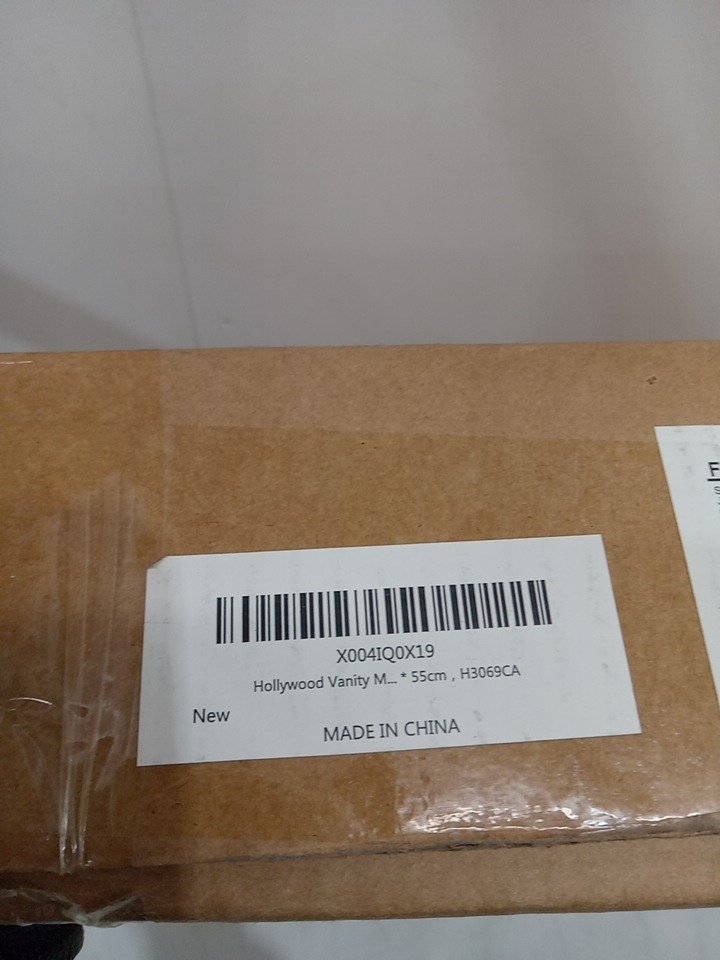 X004IQ0X19
Hollywood Vanity M... * 55cm , H3069CA
New
MADE IN CHINA